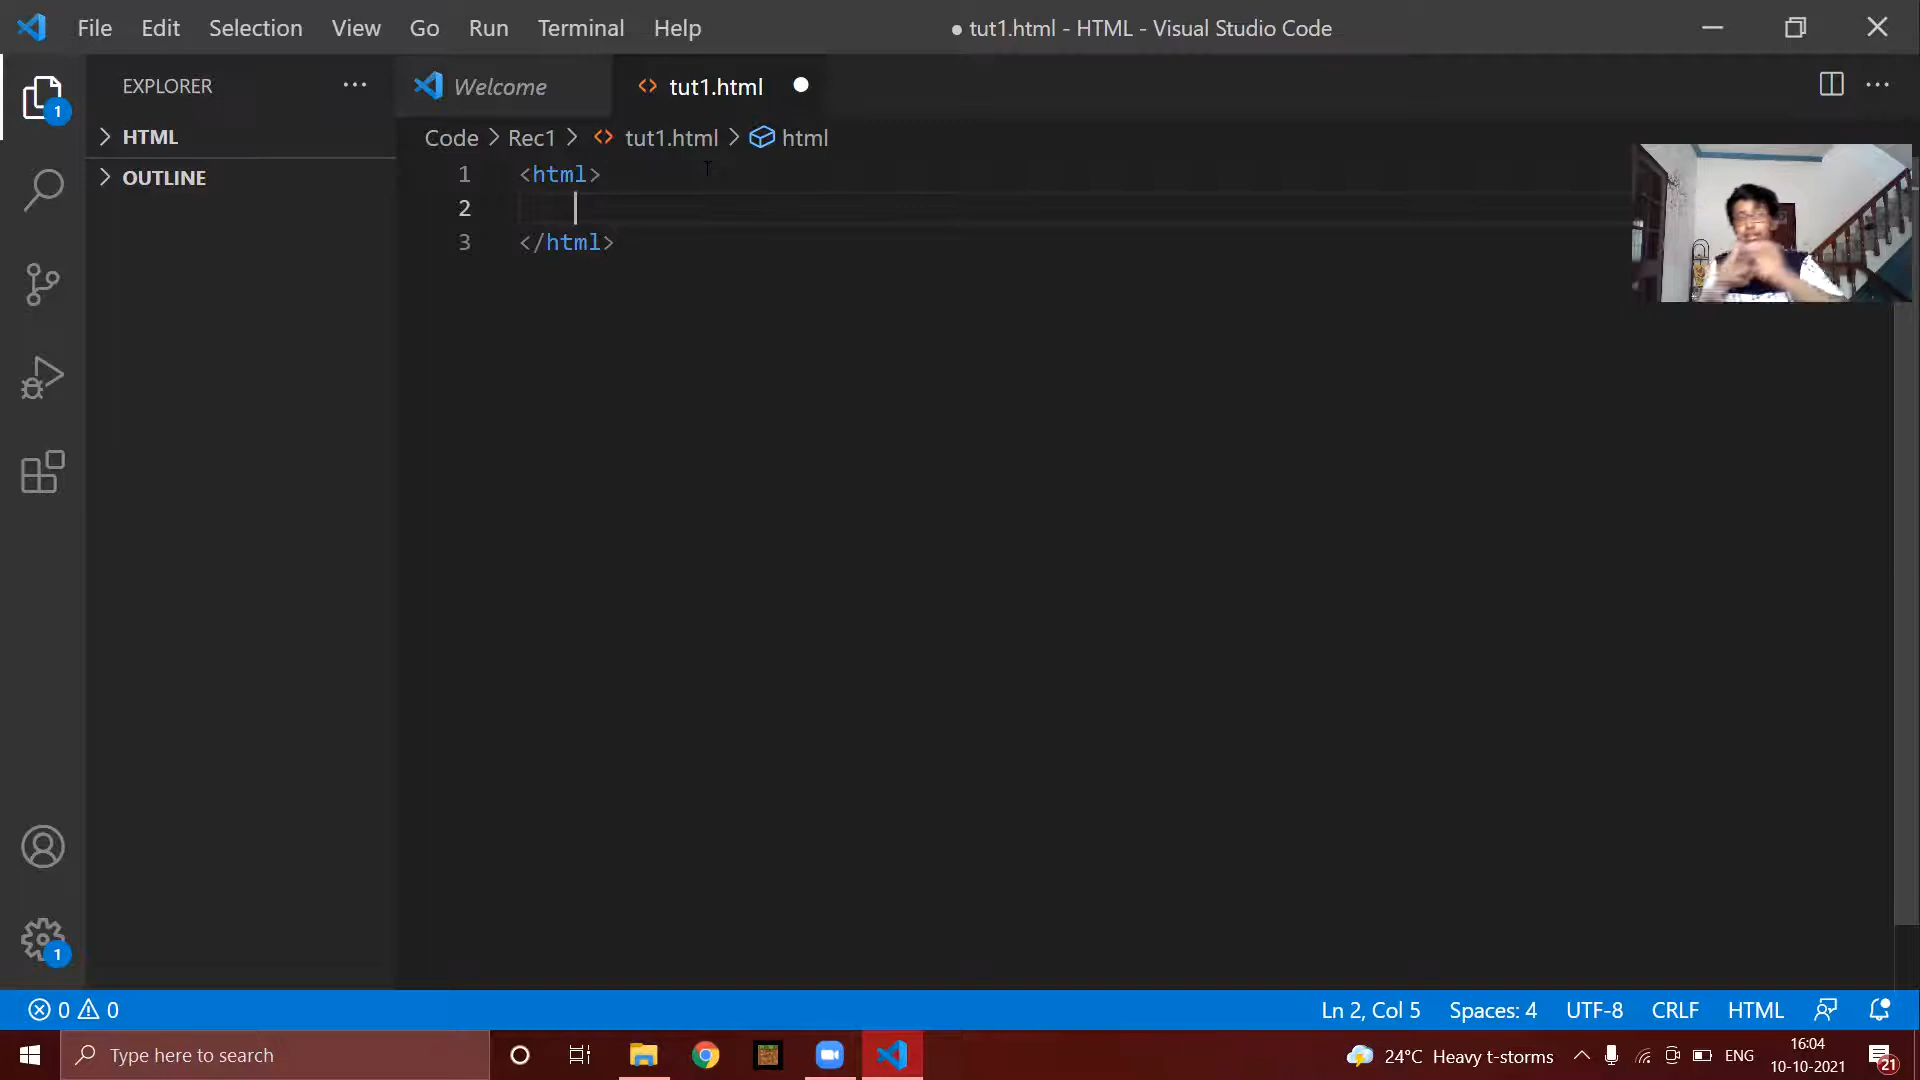 File Edit Selection View Go Run Terminal Help
● tut1.html - HTML - Visual Studio Code
EXPLORER
Welcome
tut1.html
1
HTML
OUTLINE
Code > Rec1 > tut1.html > html
1 <html>
2
3 </html>
1
0 0
Ln 2, Col 5 Spaces: 4 UTF-8 CRLF HTML
Type here to search
24°C Heavy t-storms
ENG
16:04
10-10-2021
21